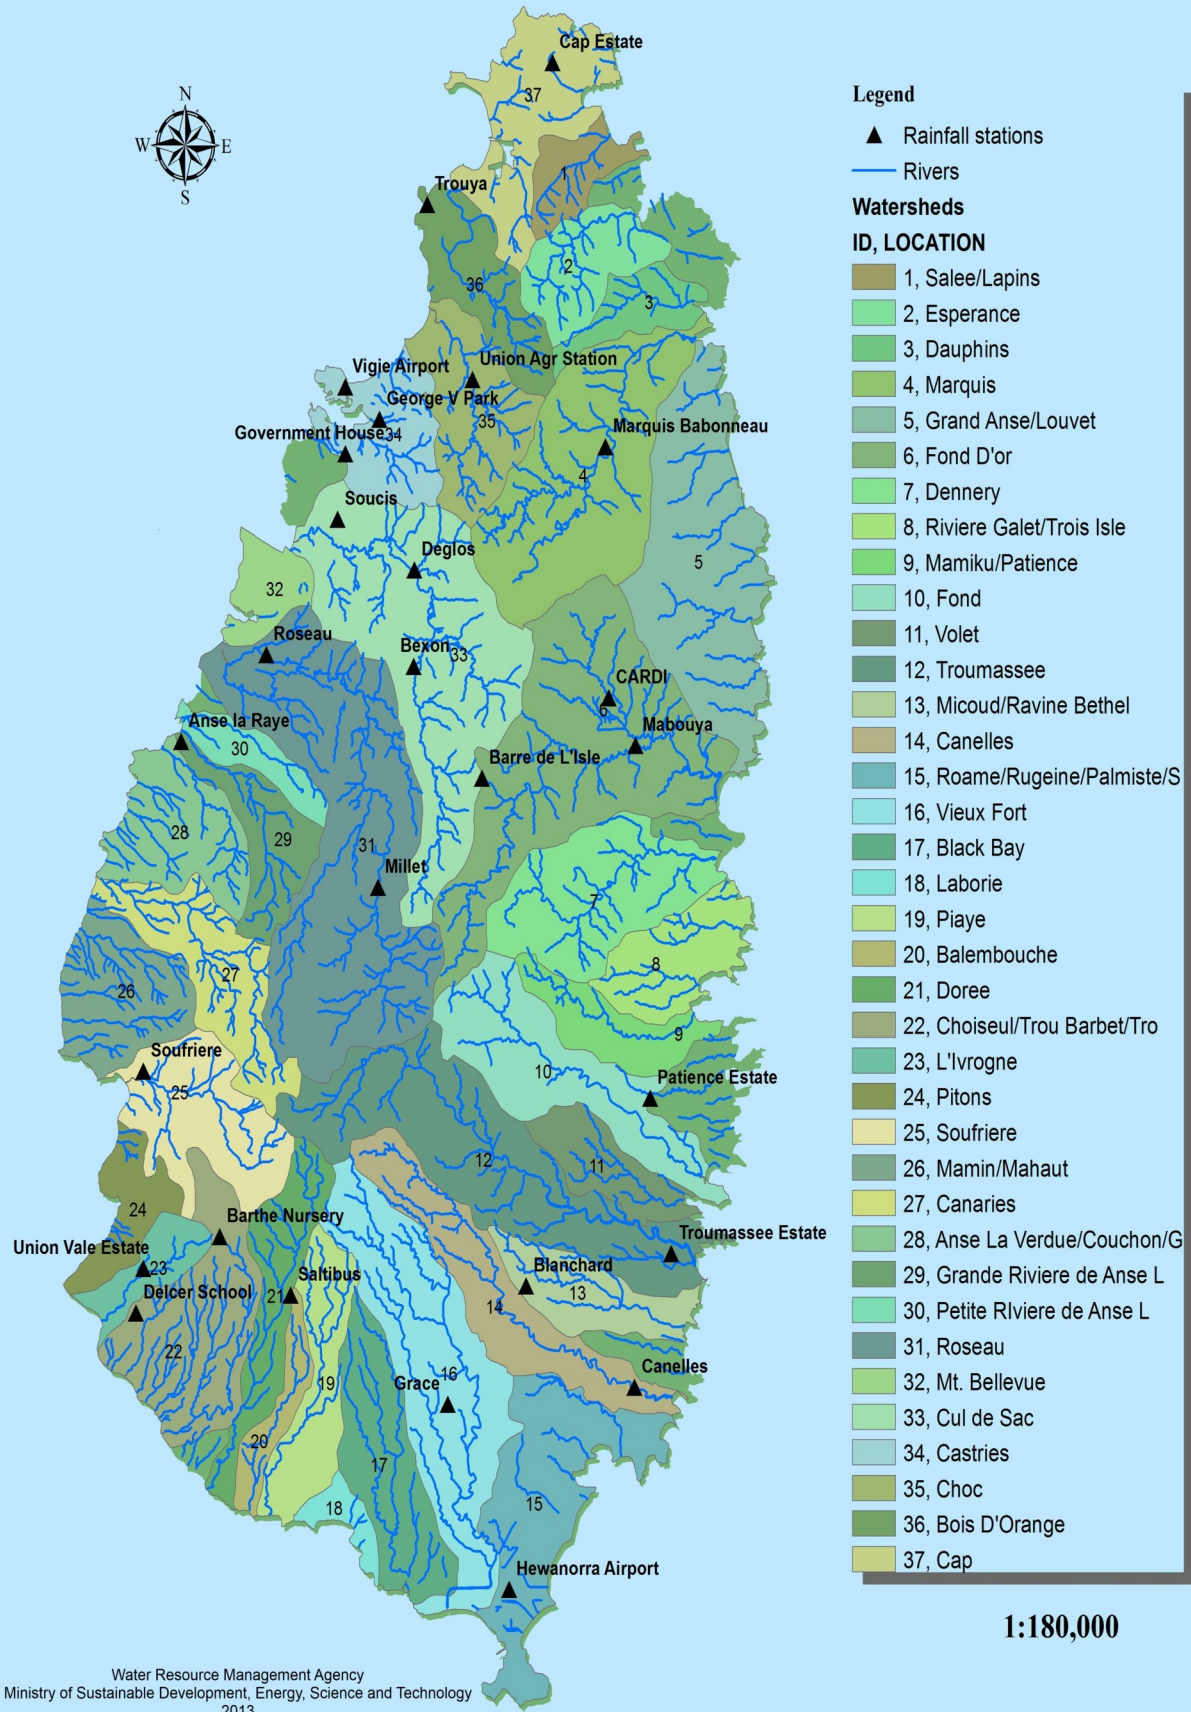 Cap Estate
37
N
W E
S
1
Trouya
2
36
3
Vigie Airport
Union Agr Station
George V Park
35
Government House
34
Marquis Babonneau
4
Soucis
Deglos
5
32
Roseau
Bexon
33
CARDI
6
Mabouya
Anse la Raye
30
Barre de L'Isle
28
29
31
Millet
7
8
27
26
9
Soufriere
25
10
Patience Estate
12
11
24
Barthe Nursery
Troumassee Estate
Union Vale Estate
23
Blanchard
Saltibus
21
13
Delcer School
14
22
Canelles
16
Grace
19
20
17
18
15
Hewanorra Airport
Legend
Rainfall stations
Rivers
Watersheds
ID, LOCATION
1, Salee/Lapins
2, Esperance
3, Dauphins
4, Marquis
5, Grand Anse/Louvet
6, Fond D'or
7, Dennery
8, Riviere Galet/Trois Isle
9, Mamiku/Patience
10, Fond
11, Volet
12, Troumassee
13, Micoud/Ravine Bethel
14, Canelles
15, Roame/Rugeine/Palmiste/S
16, Vieux Fort
17, Black Bay
18, Laborie
19, Piaye
20, Balembouche
21, Doree
22, Choiseul/Trou Barbet/Tro
23, L'Ivrogne
24, Pitons
25, Soufriere
26, Mamin/Mahaut
27, Canaries
28, Anse La Verdue/Couchon/G
29, Grande Riviere de Anse L
30, Petite RIviere de Anse L
31, Roseau
32, Mt. Bellevue
33, Cul de Sac
34, Castries
35, Choc
36, Bois D'Orange
37, Cap
1:180,000
Water Resource Management Agency
Ministry of Sustainable Development, Energy, Science and Technology
2013